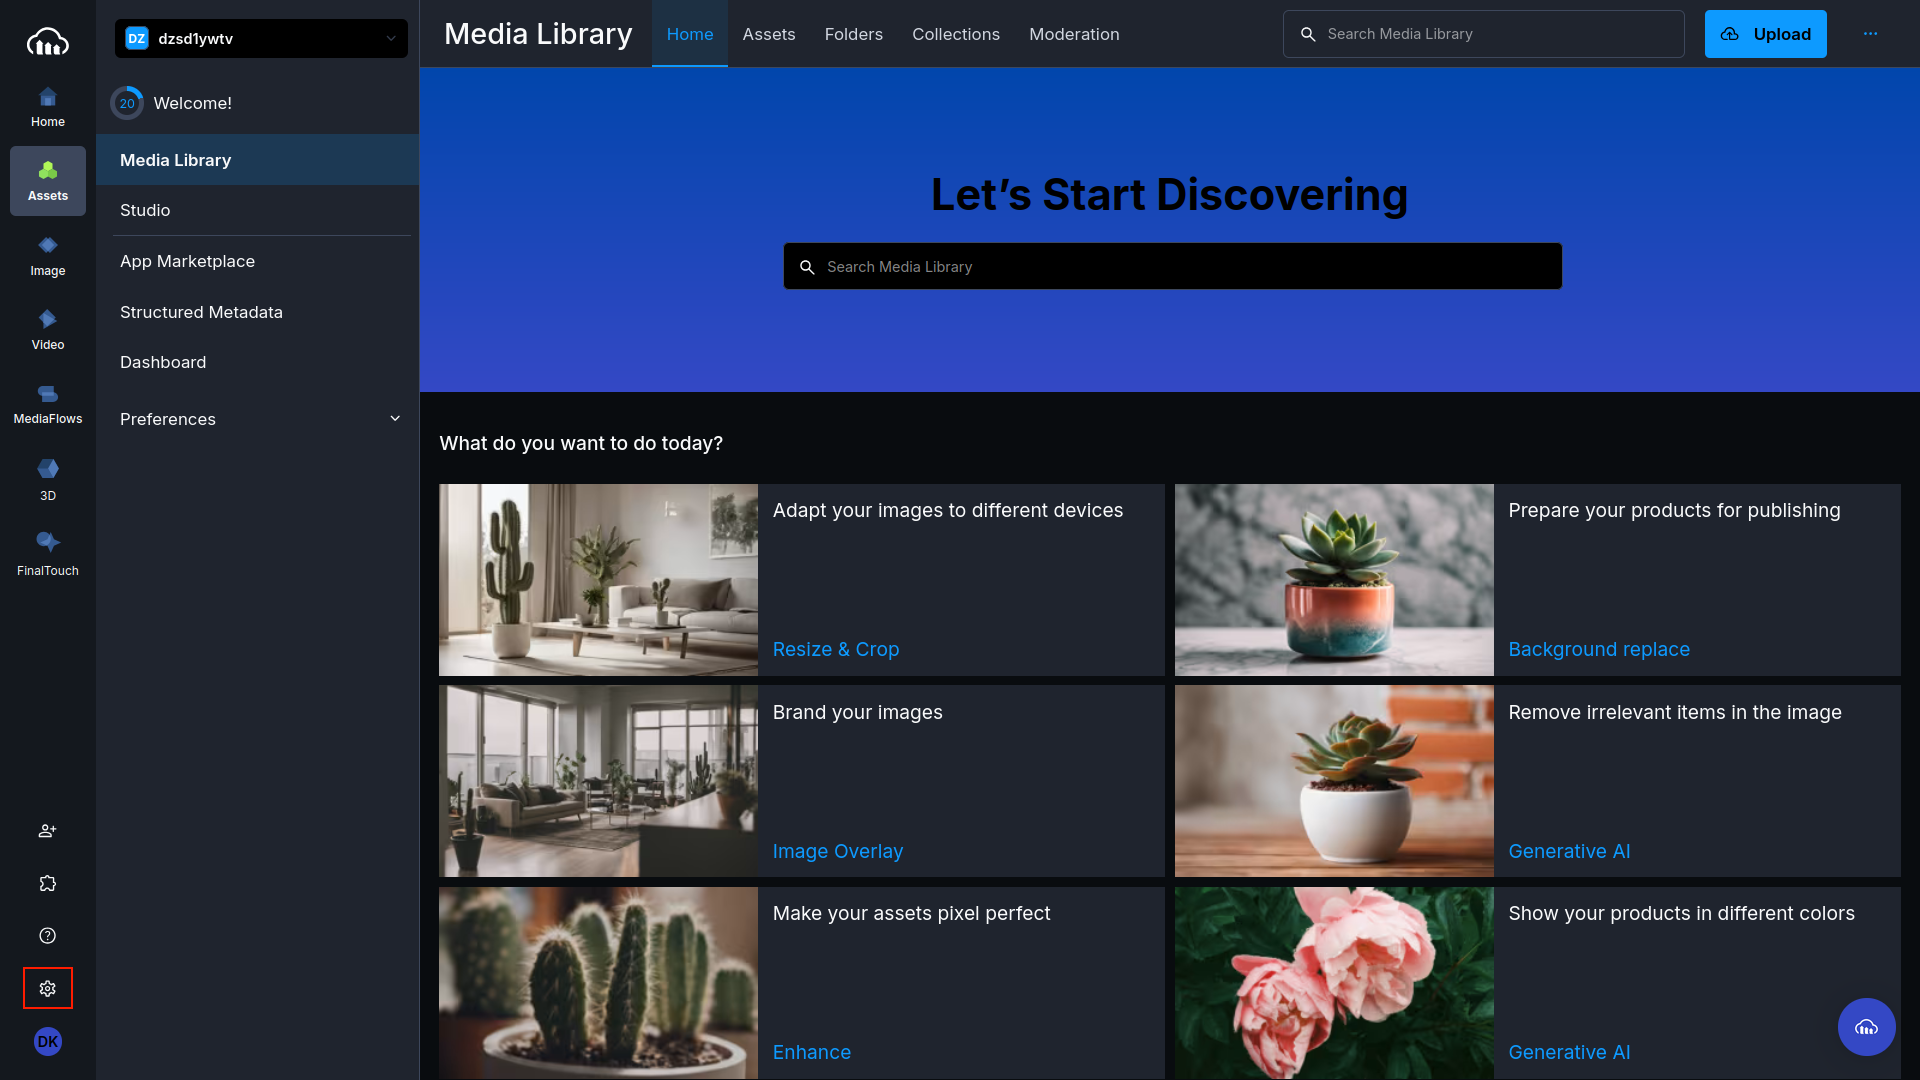 DZ dzsd1ywtv
20 Welcome!
Home
Assets
Image
Video
MediaFlows
3D
FinalTouch
DK
Media Library
Studio
App Marketplace
Structured Metadata
Dashboard
Preferences
Media Library Home Assets Folders Collections Moderation Search Media Library Upload ...
Let’s Start Discovering
Search Media Library
What do you want to do today?
Adapt your images to different devices
Resize & Crop
Prepare your products for publishing
Background replace
Brand your images
Image Overlay
Remove irrelevant items in the image
Generative AI
Make your assets pixel perfect
Enhance
Show your products in different colors
Generative AI